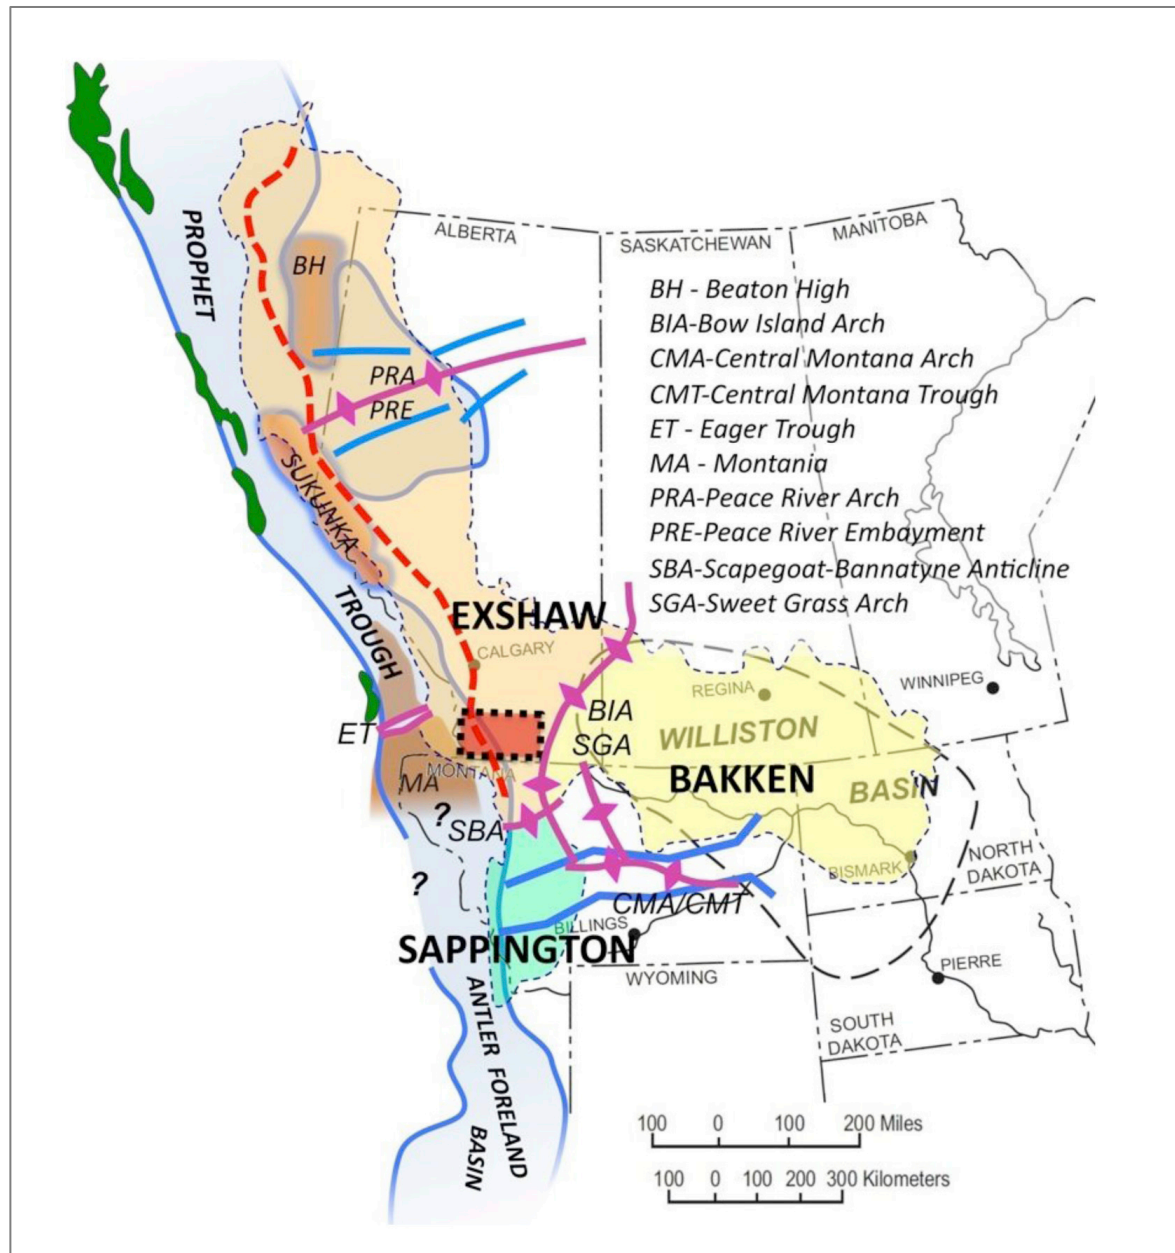 ALBERTA
SASKATCHEWAN
MANITOBA
PROPHET
BH
BH - Beaton High
BIA-Bow Island Arch
CMA-Central Montana Arch
CMT-Central Montana Trough
ET - Eager Trough
MA - Montania
PRA-Peace River Arch
PRE-Peace River Embayment
SBA-Scapegoat-Bannatyne Anticline
SGA-Sweet Grass Arch
PRA
PRE
SUKUNKA
TROUGH
EXSHAW
CALGARY
REGINA
WINNIPEG
BIA
SGA
WILLISTON
BASIN
BAKKEN
ET
MONTANA
MA
?
SBA
?
BISMARK
NORTH
DAKOTA
CMA/CMT
BILLINGS
SAPPINGTON
WYOMING
PIERRE
SOUTH
DAKOTA
ANTLER FORELAND
BASIN
100 0 100 200 Miles
100 0 100 200 300 Kilometers